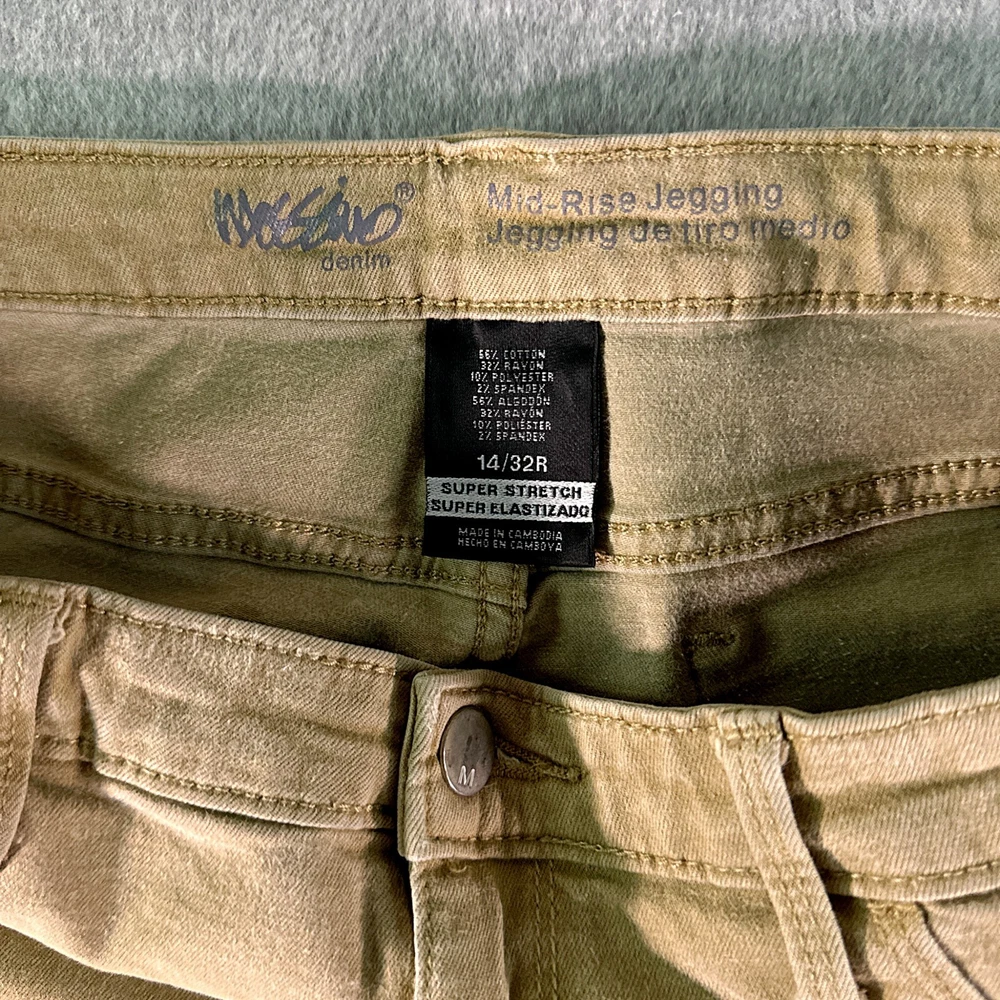 Mossimo®
denim
Mid-Rise Jegging
Jegging de tiro medio
56% COTTON
32% RAYON
10% POLYESTER
2% SPANDEX
56% ALGODÓN
32% RAYÓN
10% POLIÉSTER
2% SPANDEX
14/32R
SUPER STRETCH
SUPER ELASTIZADO
MADE IN CAMBODIA
HECHO EN CAMBOYA
M